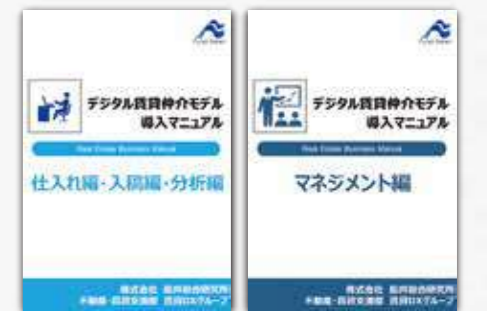 デジタル賃貸仲介モデル
導入マニュアル
Real Estate Business Manual
仕入れ編・入稿編・分析編
株式会社 船井総合研究所
不動産・賃貸支援部 賃貸DXグループ
デジタル賃貸仲介モデル
導入マニュアル
Real Estate Business Manual
マネジメント編
株式会社 船井総合研究所
不動産・賃貸支援部 賃貸DXグループ